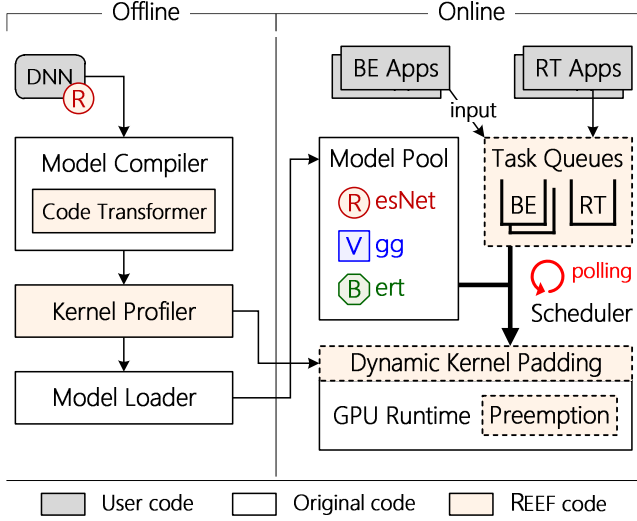 Offline
Online
DNN
R
BE Apps
RT Apps
input
Model Compiler
Code Transformer
Model Pool
R esNet
V gg
B ert
Task Queues
BE
RT
polling
Scheduler
Kernel Profiler
Model Loader
Dynamic Kernel Padding
GPU Runtime
Preemption
User code
Original code
REEF code